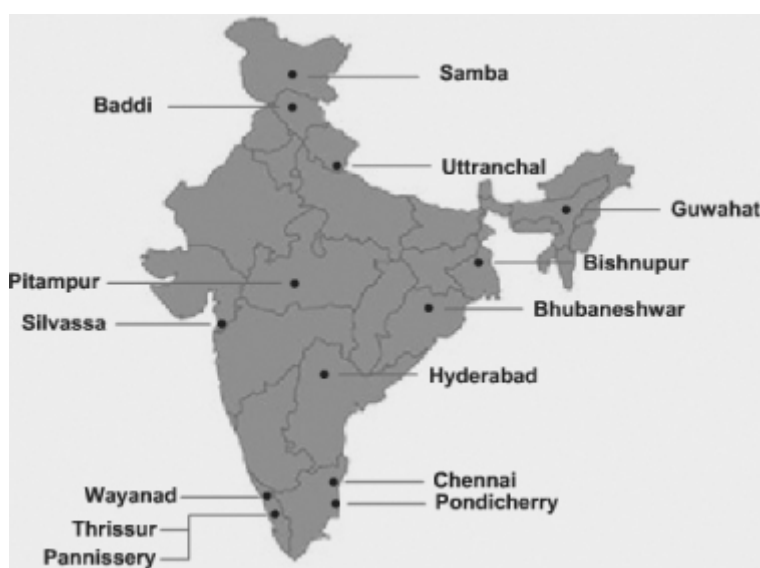 Samba
Baddi
Uttranchal
Guwahat
Bishnupur
Pitampur
Bhubaneshwar
Silvassa
Hyderabad
Chennai
Wayanad
Pondicherry
Thrissur
Pannissery